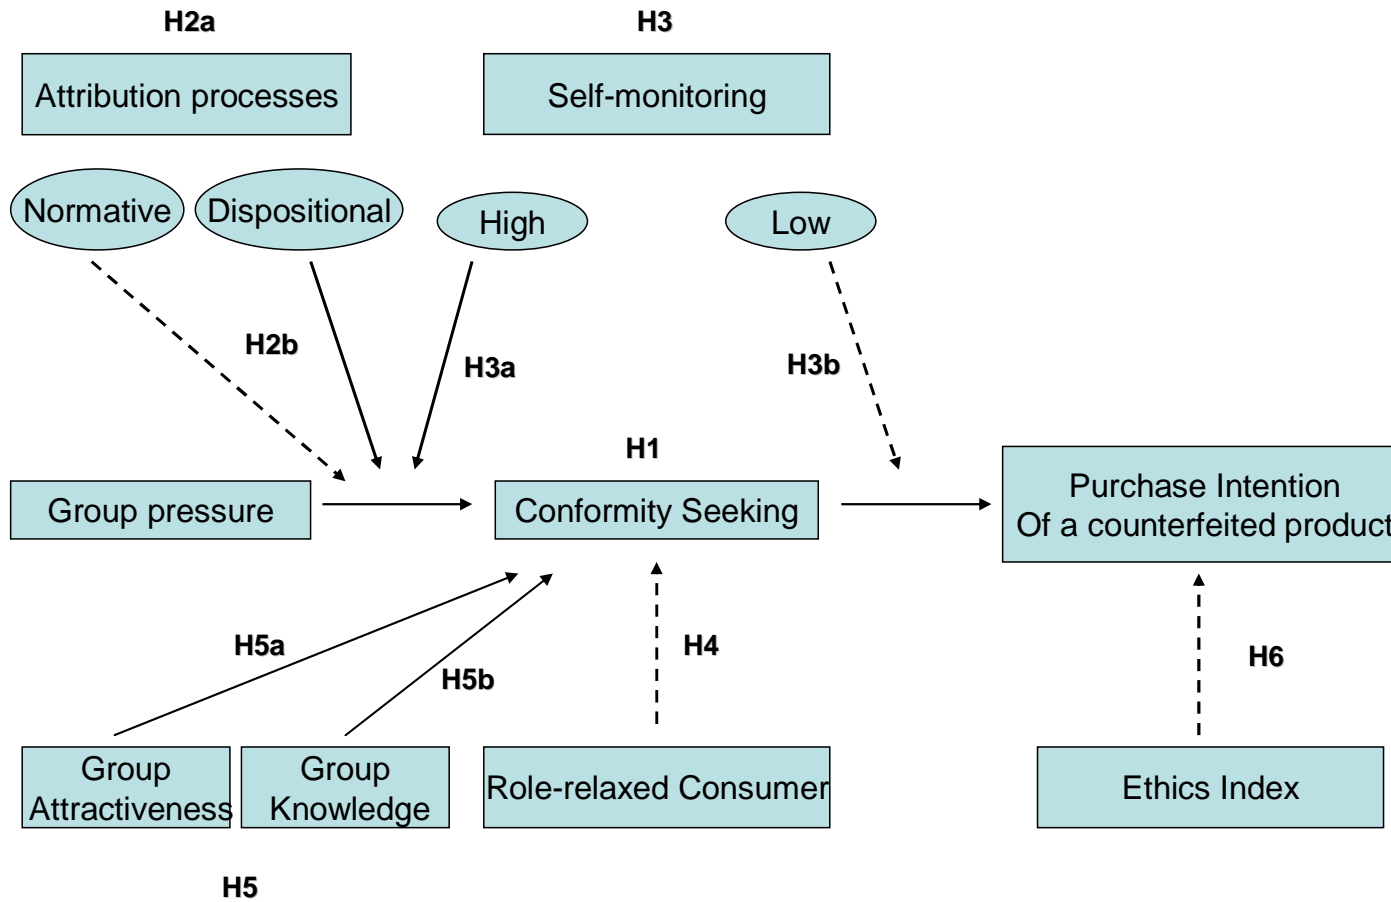 H2a
H3
Attribution processes
Self-monitoring
Normative
Dispositional
High
Low
H2b
H3a
H3b
H1
Group pressure
Conformity Seeking
Purchase Intention
Of a counterfeited product
H5a
H5b
H4
H6
Group
Attractiveness
Group
Knowledge
Role-relaxed Consumer
Ethics Index
H5